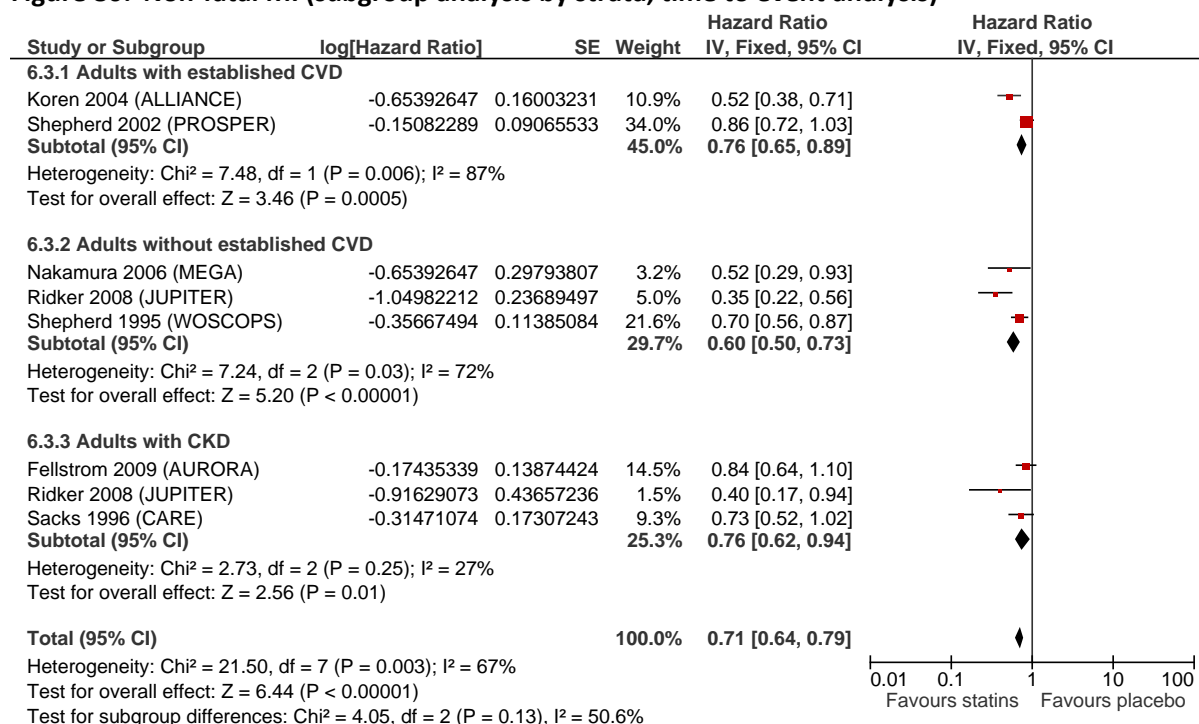 Hazard Ratio Hazard Ratio
Study or Subgroup log[Hazard Ratio] SE Weight IV, Fixed, 95% CI IV, Fixed, 95% CI
6.3.1 Adults with established CVD
Koren 2004 (ALLIANCE) -0.65392647 0.16003231 10.9% 0.52 [0.38, 0.71]
Shepherd 2002 (PROSPER) -0.15082289 0.09065533 34.0% 0.86 [0.72, 1.03]
Subtotal (95% CI) 45.0% 0.76 [0.65, 0.89]
Heterogeneity: Chi² = 7.48, df = 1 (P = 0.006); I² = 87%
Test for overall effect: Z = 3.46 (P = 0.0005)
6.3.2 Adults without established CVD
Nakamura 2006 (MEGA) -0.65392647 0.29793807 3.2% 0.52 [0.29, 0.93]
Ridker 2008 (JUPITER) -1.04982212 0.23689497 5.0% 0.35 [0.22, 0.56]
Shepherd 1995 (WOSCOPS) -0.35667494 0.11385084 21.6% 0.70 [0.56, 0.87]
Subtotal (95% CI) 29.7% 0.60 [0.50, 0.73]
Heterogeneity: Chi² = 7.24, df = 2 (P = 0.03); I² = 72%
Test for overall effect: Z = 5.20 (P < 0.00001)
6.3.3 Adults with CKD
Fellstrom 2009 (AURORA) -0.17435339 0.13874424 14.5% 0.84 [0.64, 1.10]
Ridker 2008 (JUPITER) -0.91629073 0.43657236 1.5% 0.40 [0.17, 0.94]
Sacks 1996 (CARE) -0.31471074 0.17307243 9.3% 0.73 [0.52, 1.02]
Subtotal (95% CI) 25.3% 0.76 [0.62, 0.94]
Heterogeneity: Chi² = 2.73, df = 2 (P = 0.25); I² = 27%
Test for overall effect: Z = 2.56 (P = 0.01)
Total (95% CI) 100.0% 0.71 [0.64, 0.79]
Heterogeneity: Chi² = 21.50, df = 7 (P = 0.003); I² = 67%
Test for overall effect: Z = 6.44 (P < 0.00001)
Test for subgroup differences: Chi² = 4.05, df = 2 (P = 0.13), I² = 50.6%
0.01 0.1 1 10 100
Favours statins Favours placebo